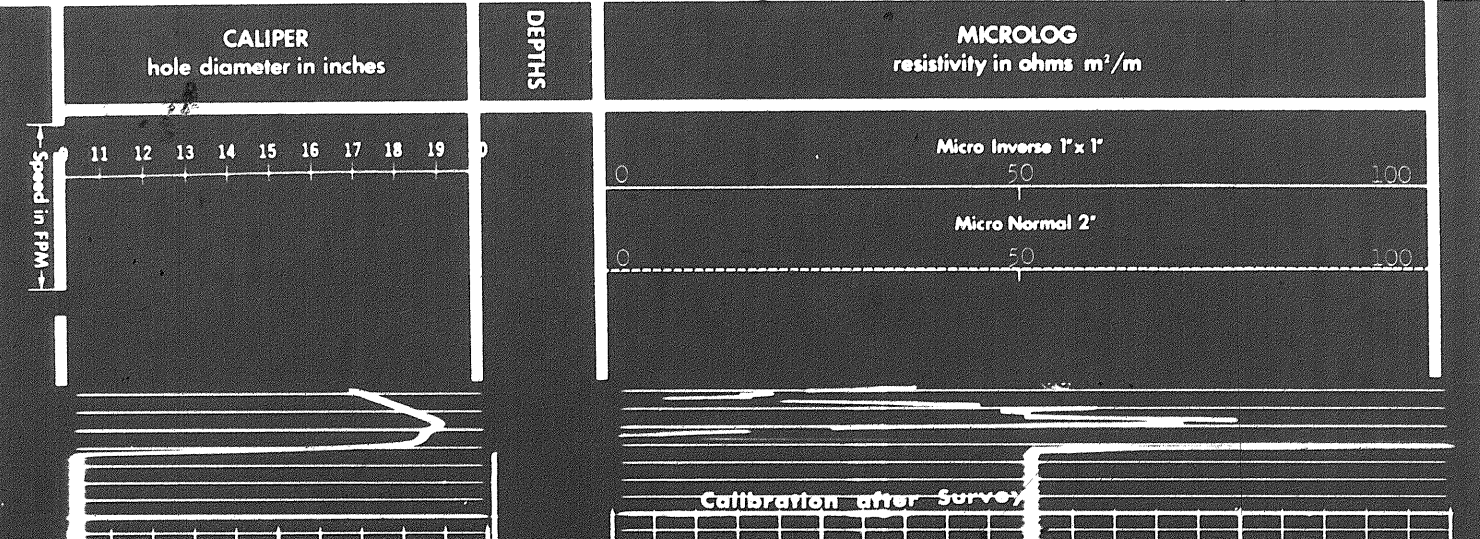 CALIPER
hole diameter in inches
DEPTHS
MICROLOG
resistivity in ohms m²/m
Speed in FPM
11 12 13 14 15 16 17 18 19
Micro Inverse 1" x 1"
0 50 100
Micro Normal 2"
0 50 100
Calibration after Survey